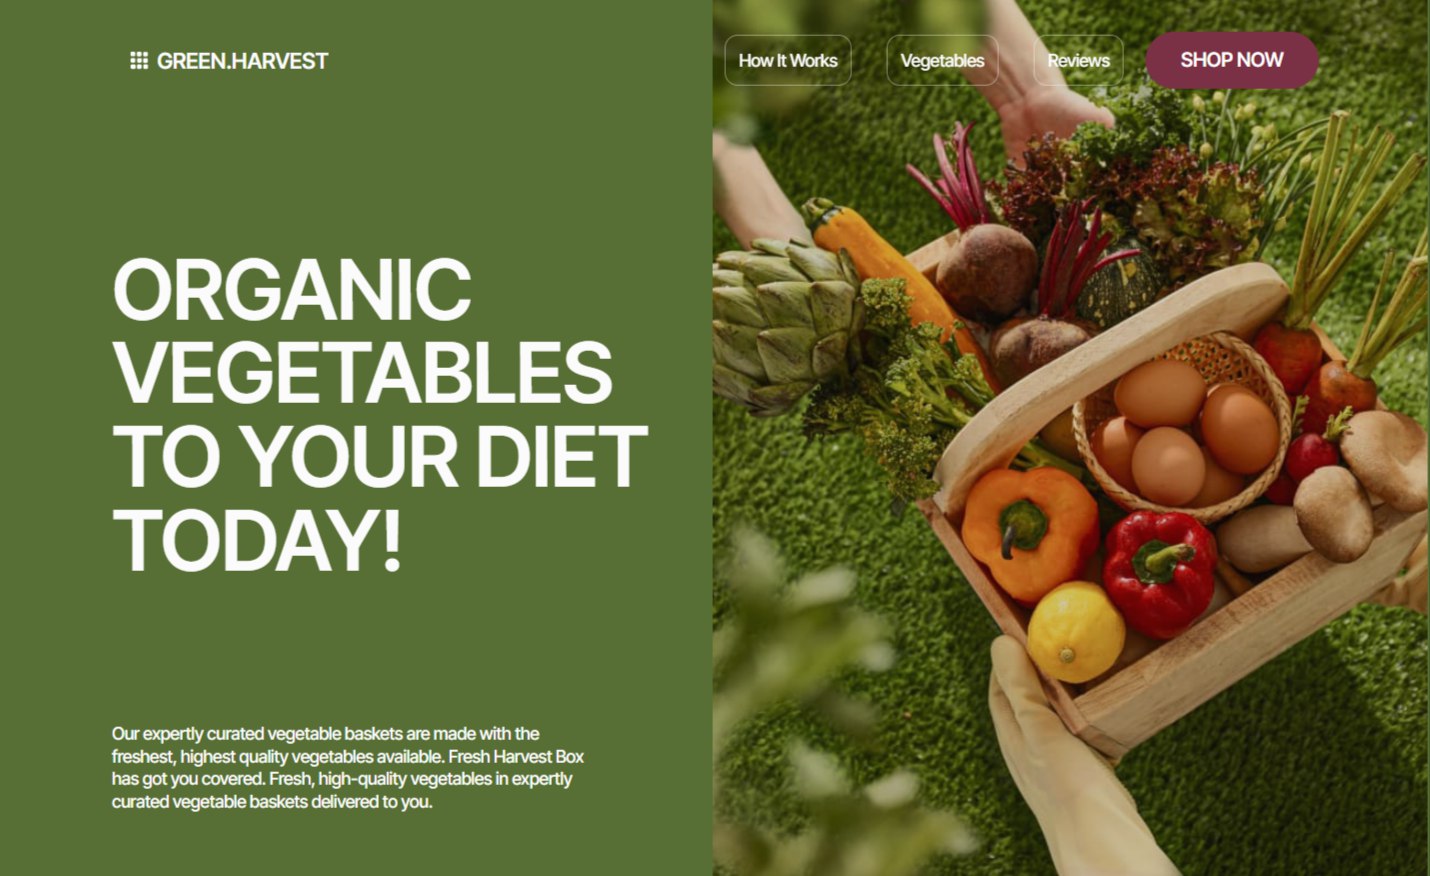 GREEN.HARVEST
How It Works
Vegetables
Reviews
SHOP NOW
ORGANIC
VEGETABLES
TO YOUR DIET
TODAY!
Our expertly curated vegetable baskets are made with the
freshest, highest quality vegetables available. Fresh Harvest Box
has got you covered. Fresh, high-quality vegetables in expertly
curated vegetable baskets delivered to you.